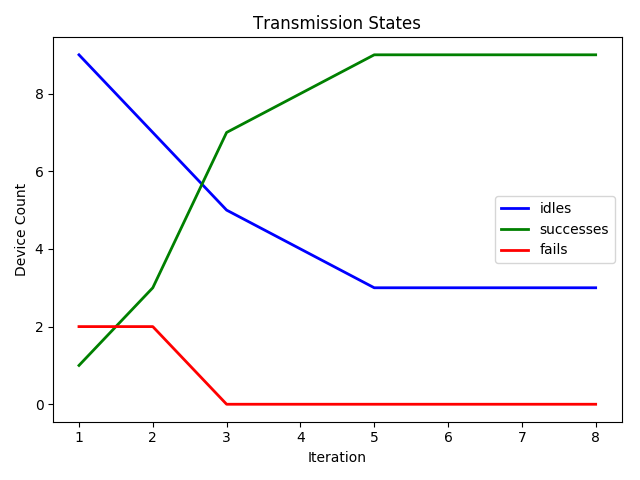 Transmission States
Device Count
8
6
4
2
0
idles
successes
fails
1 2 3 4 5 6 7 8
Iteration